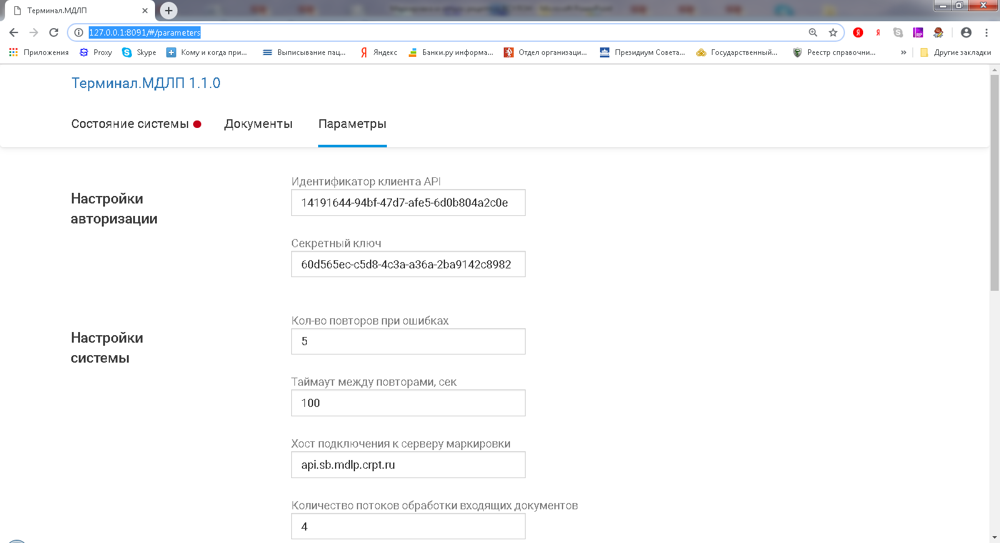 Терминал.МДЛП
127.0.0.1:8091/#/parameters
Приложения Proxy Skype Кому и когда при... Выписывание пац... Яндекс Банки.ру информа... Отдел организаци... Президиум Совета... Государственный... Реестр справочни... » Другие закладки
Терминал.МДЛП 1.1.0
Состояние системы Документы Параметры
Настройки
авторизации
Идентификатор клиента API
14191644-94bf-47d7-afe5-6d0b804a2c0e
Секретный ключ
60d565ec-c5d8-4c3a-a36a-2ba9142c8982
Настройки
системы
Кол-во повторов при ошибках
5
Таймаут между повторами, сек
100
Хост подключения к серверу маркировки
api.sb.mdlp.crpt.ru
Количество потоков обработки входящих документов
4